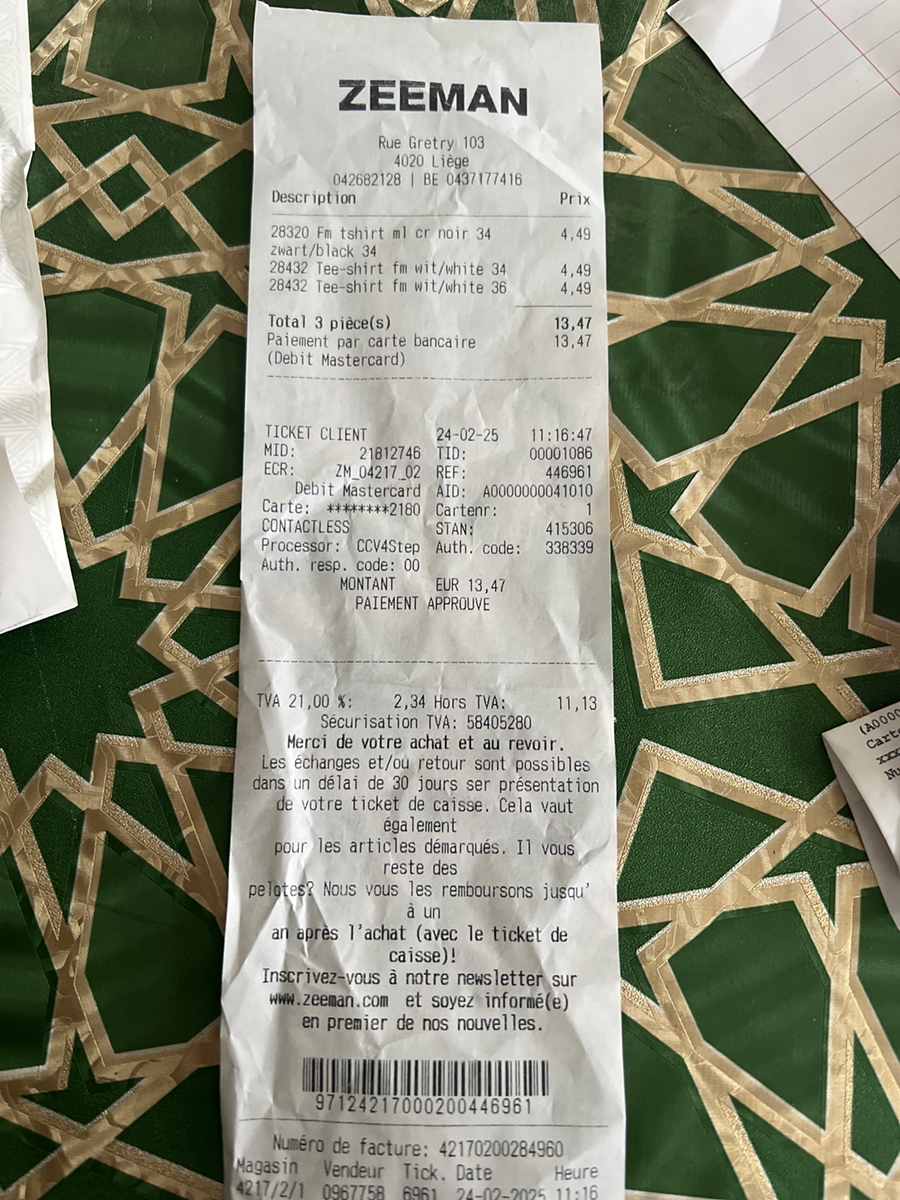 ZEEMAN
Rue Gretry 103
4020 Liège
042682128 | BE 0437177416
Description Prix
28320 Fm tshirt ml cr noir 34 4,49
zwart/black 34
28432 Tee-shirt fm wit/white 34 4,49
28432 Tee-shirt fm wit/white 36 4,49
Total 3 pièce(s) 13,47
Paiement par carte bancaire 13,47
(Debit Mastercard)
TICKET CLIENT 24-02-25 11:16:47
MID: 21812746 TID: 00001086
ECR: ZM_04217_02 REF: 446961
Debit Mastercard AID: A0000000041010
Carte: ********2180 Cartenr: 1
CONTACTLESS STAN: 415306
Processor: CCV4Step Auth. code: 338339
Auth. resp. code: 00
MONTANT EUR 13,47
PAIEMENT APPROUVE
TVA 21,00 %: 2,34 Hors TVA: 11,13
Sécurisation TVA: 58405280
Merci de votre achat et au revoir.
Les échanges et/ou retour sont possibles
dans un délai de 30 jours ser présentation
de votre ticket de caisse. Cela vaut
également
pour les articles démarqués. Il vous
reste des
pelotes? Nous vous les remboursons jusqu'
à un
an après l'achat (avec le ticket de
caisse)!
Inscrivez-vous à notre newsletter sur
www.zeeman.com et soyez informé(e)
en premier de nos nouvelles.
97124217000200446961
Numéro de facture: 42170200284960
Magasin Vendeur Tick. Date Heure
4217/2/1 0967758 6961 24-02-2025 11:16
(A0000
Carte
xxx